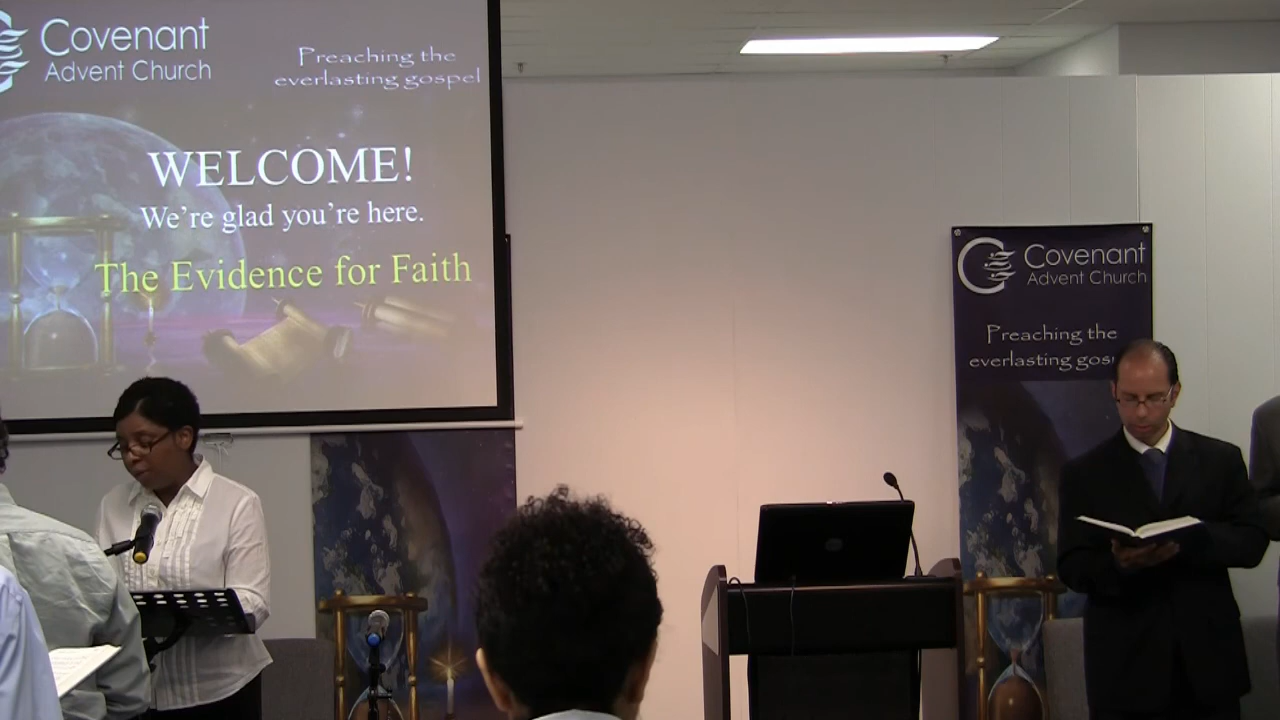 Covenant
Advent Church
Preaching the
everlasting gospel
WELCOME!
We're glad you're here.
The Evidence for Faith
Covenant
Advent Church
Preaching the
everlasting